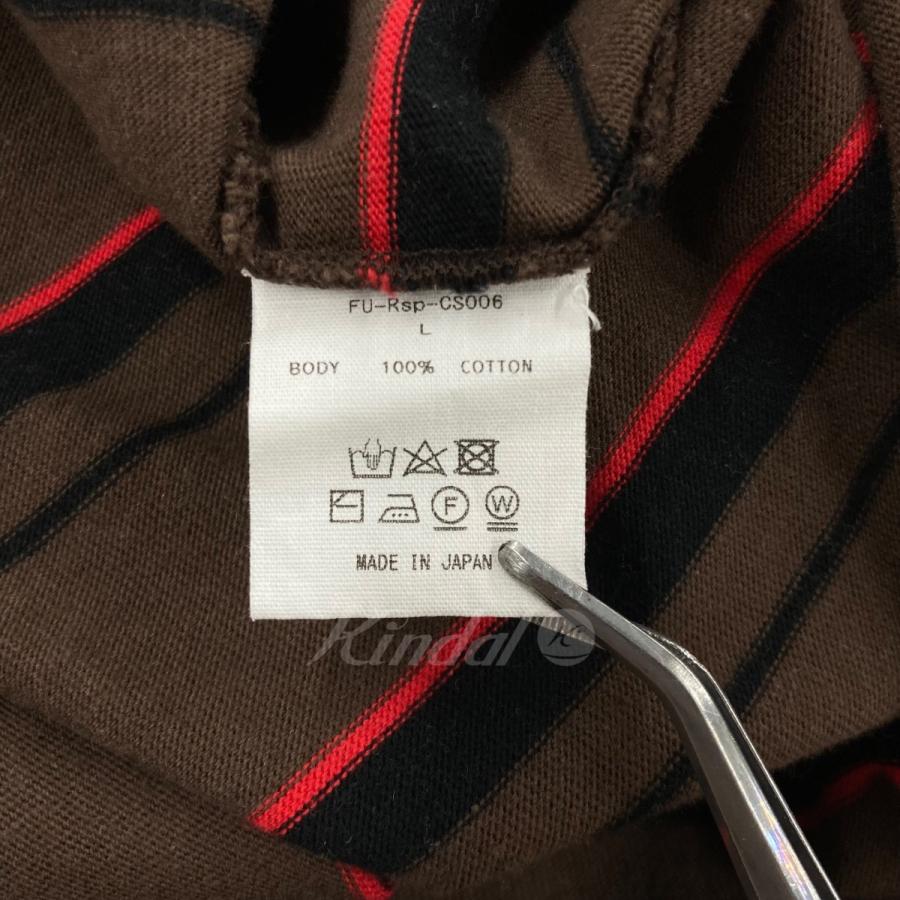 FU-Rsp-CS006
L
BODY 100% COTTON
F W
MADE IN JAPAN
Kindal